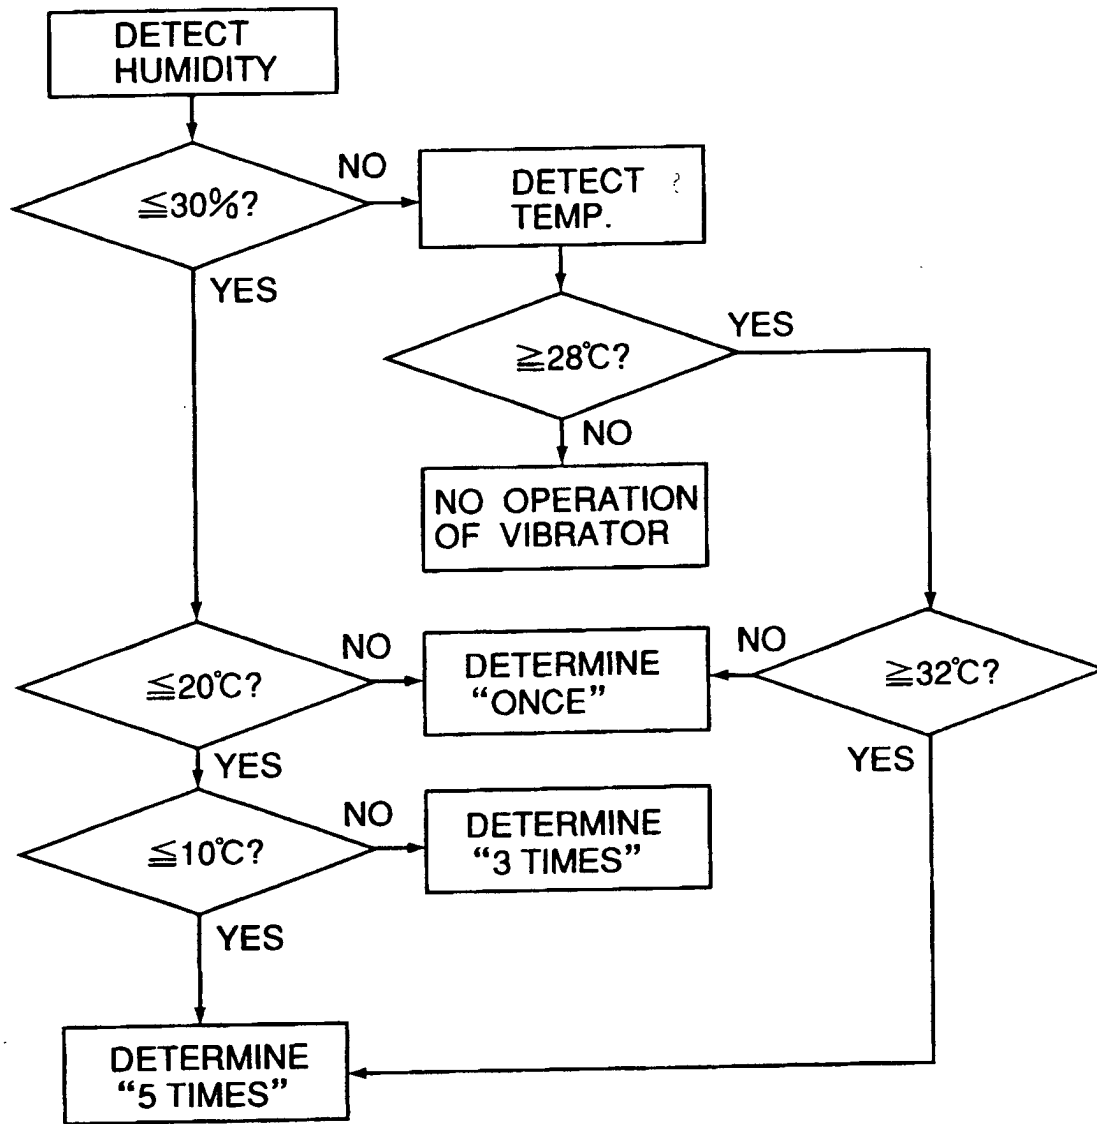 DETECT
HUMIDITY
≦30%?
NO
YES
DETECT
TEMP.
≧28℃?
YES
NO
NO OPERATION
OF VIBRATOR
≦20℃?
NO
DETERMINE
“ONCE”
NO
≧32℃?
YES
YES
≦10℃?
NO
DETERMINE
“3 TIMES”
YES
DETERMINE
“5 TIMES”